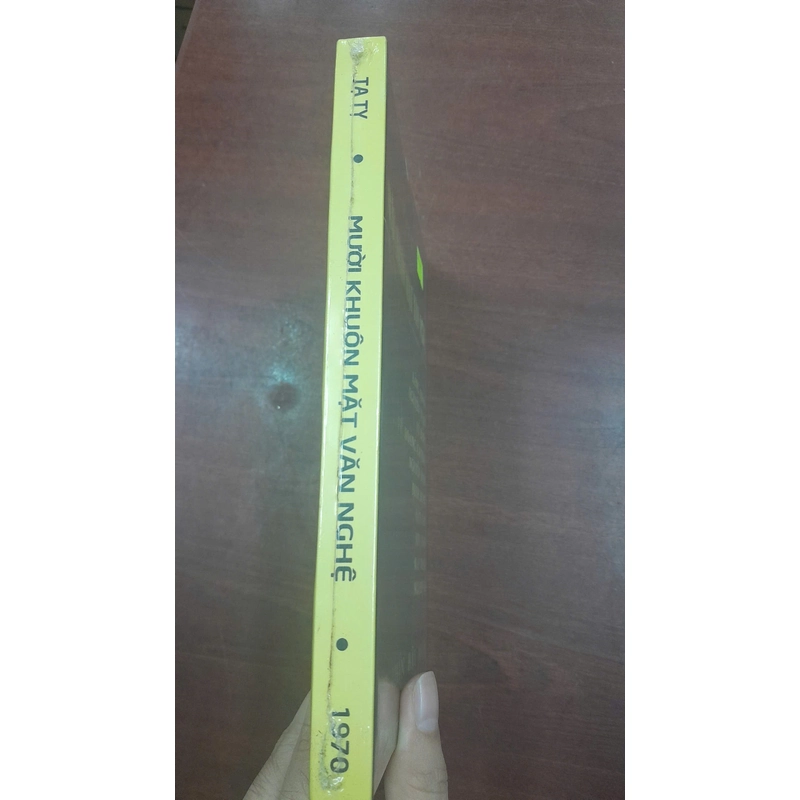 TẠ TỴ • MƯỜI KHUÔN MẶT VĂN NGHỆ • 1970